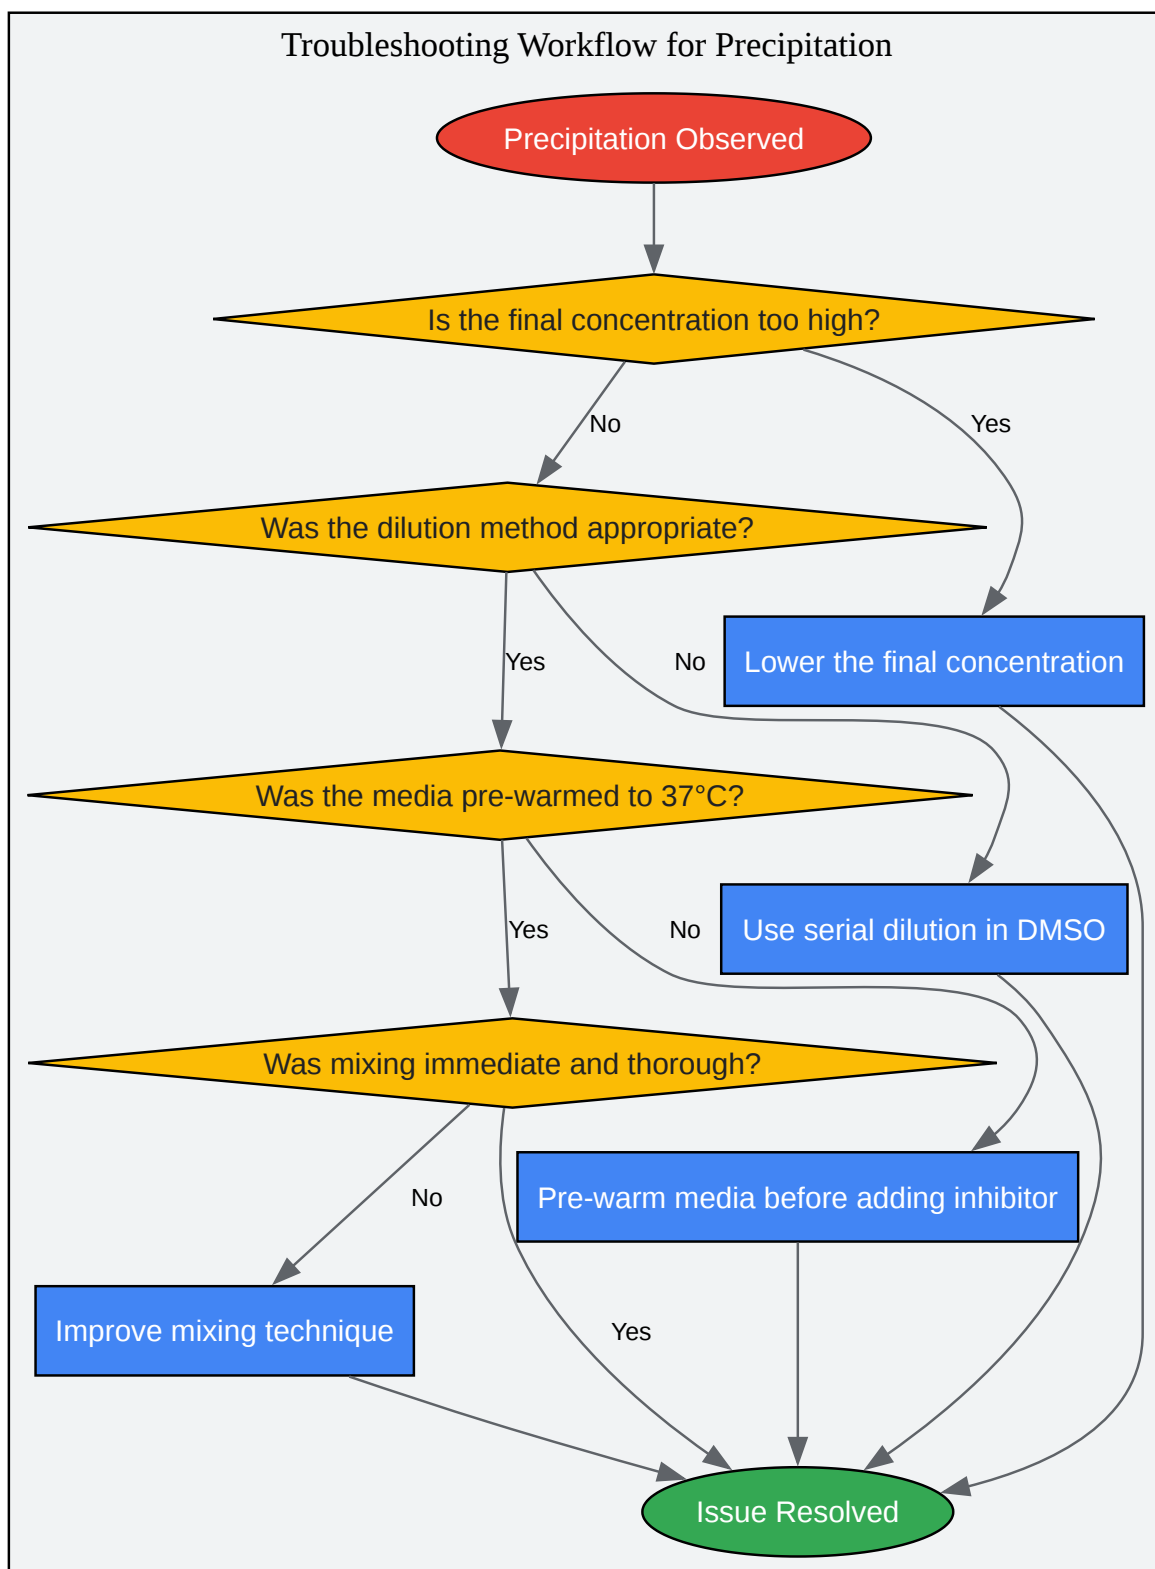 Troubleshooting Workflow for Precipitation
Precipitation Observed
Is the final concentration too high?
No
Yes
Was the dilution method appropriate?
Yes
No
Lower the final concentration
Was the media pre-warmed to 37°C?
Yes
No
Use serial dilution in DMSO
Was mixing immediate and thorough?
No
Pre-warm media before adding inhibitor
Improve mixing technique
Yes
Issue Resolved